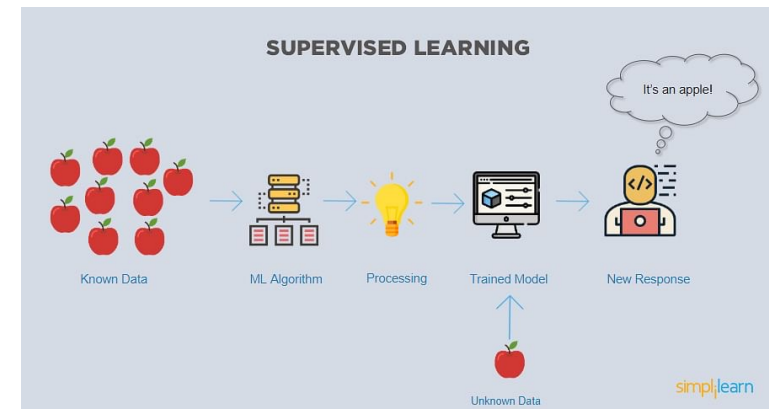 SUPERVISED LEARNING
It's an apple!
</>
Known Data
ML Algorithm
Processing
Trained Model
New Response
Unknown Data
simplilearn